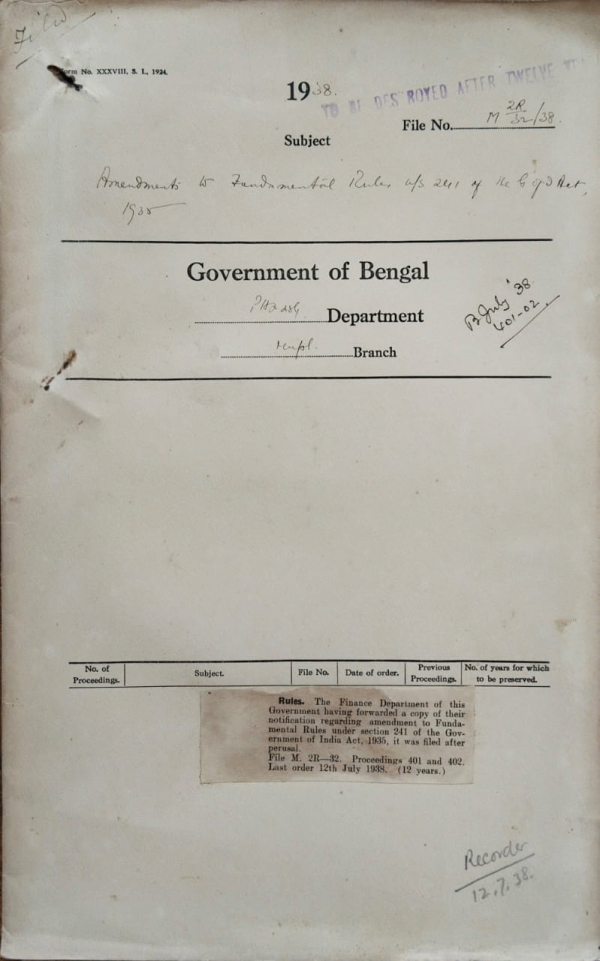 Filed
Form No. XXXVIII, S. I., 1924.
1938.
TO BE DESTROYED AFTER TWELVE YE
File No. M 2R/32/38.
Subject
Amendments to Fundamental Rules u/s 241 of the G of I Act,
1935
Government of Bengal
Department
B July '38
401-02
Branch
No. of Proceedings.
Subject.
File No.
Date of order.
Previous Proceedings.
No. of years for which to be preserved.
Rules. The Finance Department of this
Government having forwarded a copy of their
notification regarding amendment to Funda-
mental Rules under section 241 of the Gov-
ernment of India Act, 1935, it was filed after
perusal.
File M. 2R—32. Proceedings 401 and 402.
Last order 12th July 1938. (12 years.)
Recorder
12.7.38.